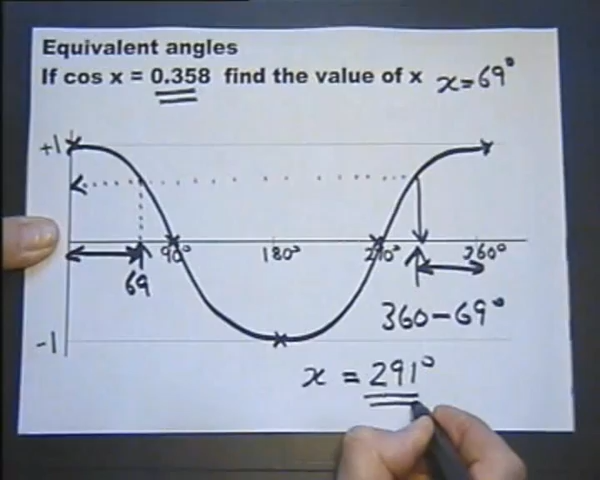 Equivalent angles
If cos x = 0.358 find the value of x x=69°
+1
90° 180° 270° 360°
69
360-69°
-1
x = 291°